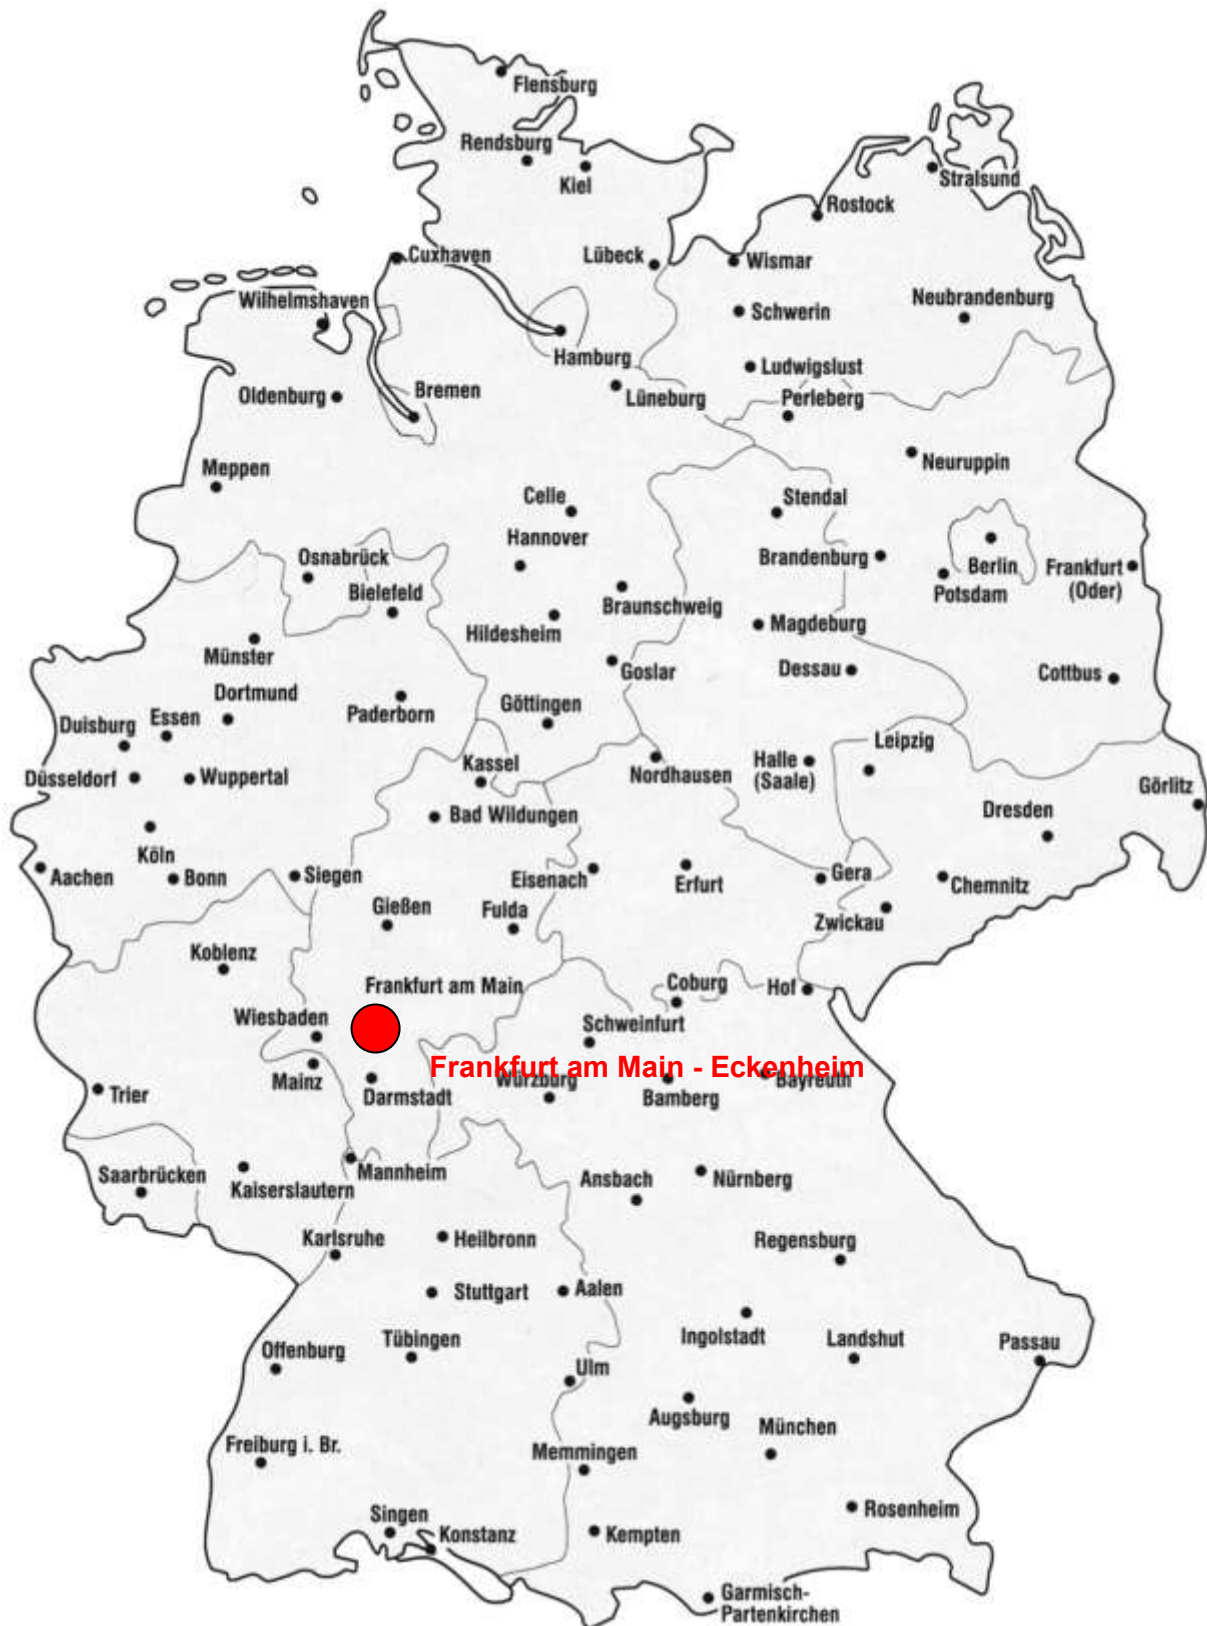 Flensburg
Rendsburg
Kiel
Stralsund
Rostock
Cuxhaven
Lübeck
Wismar
Wilhelmshaven
Neubrandenburg
Schwerin
Hamburg
Ludwigslust
Oldenburg
Bremen
Lüneburg
Perleberg
Meppen
Neuruppin
Celle
Stendal
Hannover
Osnabrück
Brandenburg
Berlin
Frankfurt
(Oder)
Bielefeld
Potsdam
Braunschweig
Hildesheim
Magdeburg
Münster
Goslar
Dessau
Cottbus
Dortmund
Paderborn
Göttingen
Duisburg
Essen
Leipzig
Kassel
Nordhausen
Halle
(Saale)
Düsseldorf
Wuppertal
Görlitz
Bad Wildungen
Dresden
Köln
Aachen
Bonn
Siegen
Eisenach
Erfurt
Gera
Chemnitz
Gießen
Fulda
Zwickau
Koblenz
Frankfurt am Main
Coburg
Hof
Wiesbaden
Schweinfurt
Frankfurt am Main - Eckenheim
Mainz
Würzburg
Bayreuth
Trier
Darmstadt
Bamberg
Saarbrücken
Mannheim
Ansbach
Nürnberg
Kaiserslautern
Karlsruhe
Heilbronn
Regensburg
Stuttgart
Aalen
Tübingen
Ingolstadt
Landshut
Passau
Offenburg
Ulm
Augsburg
München
Freiburg i. Br.
Memmingen
Singen
Konstanz
Kempten
Rosenheim
Garmisch-
Partenkirchen